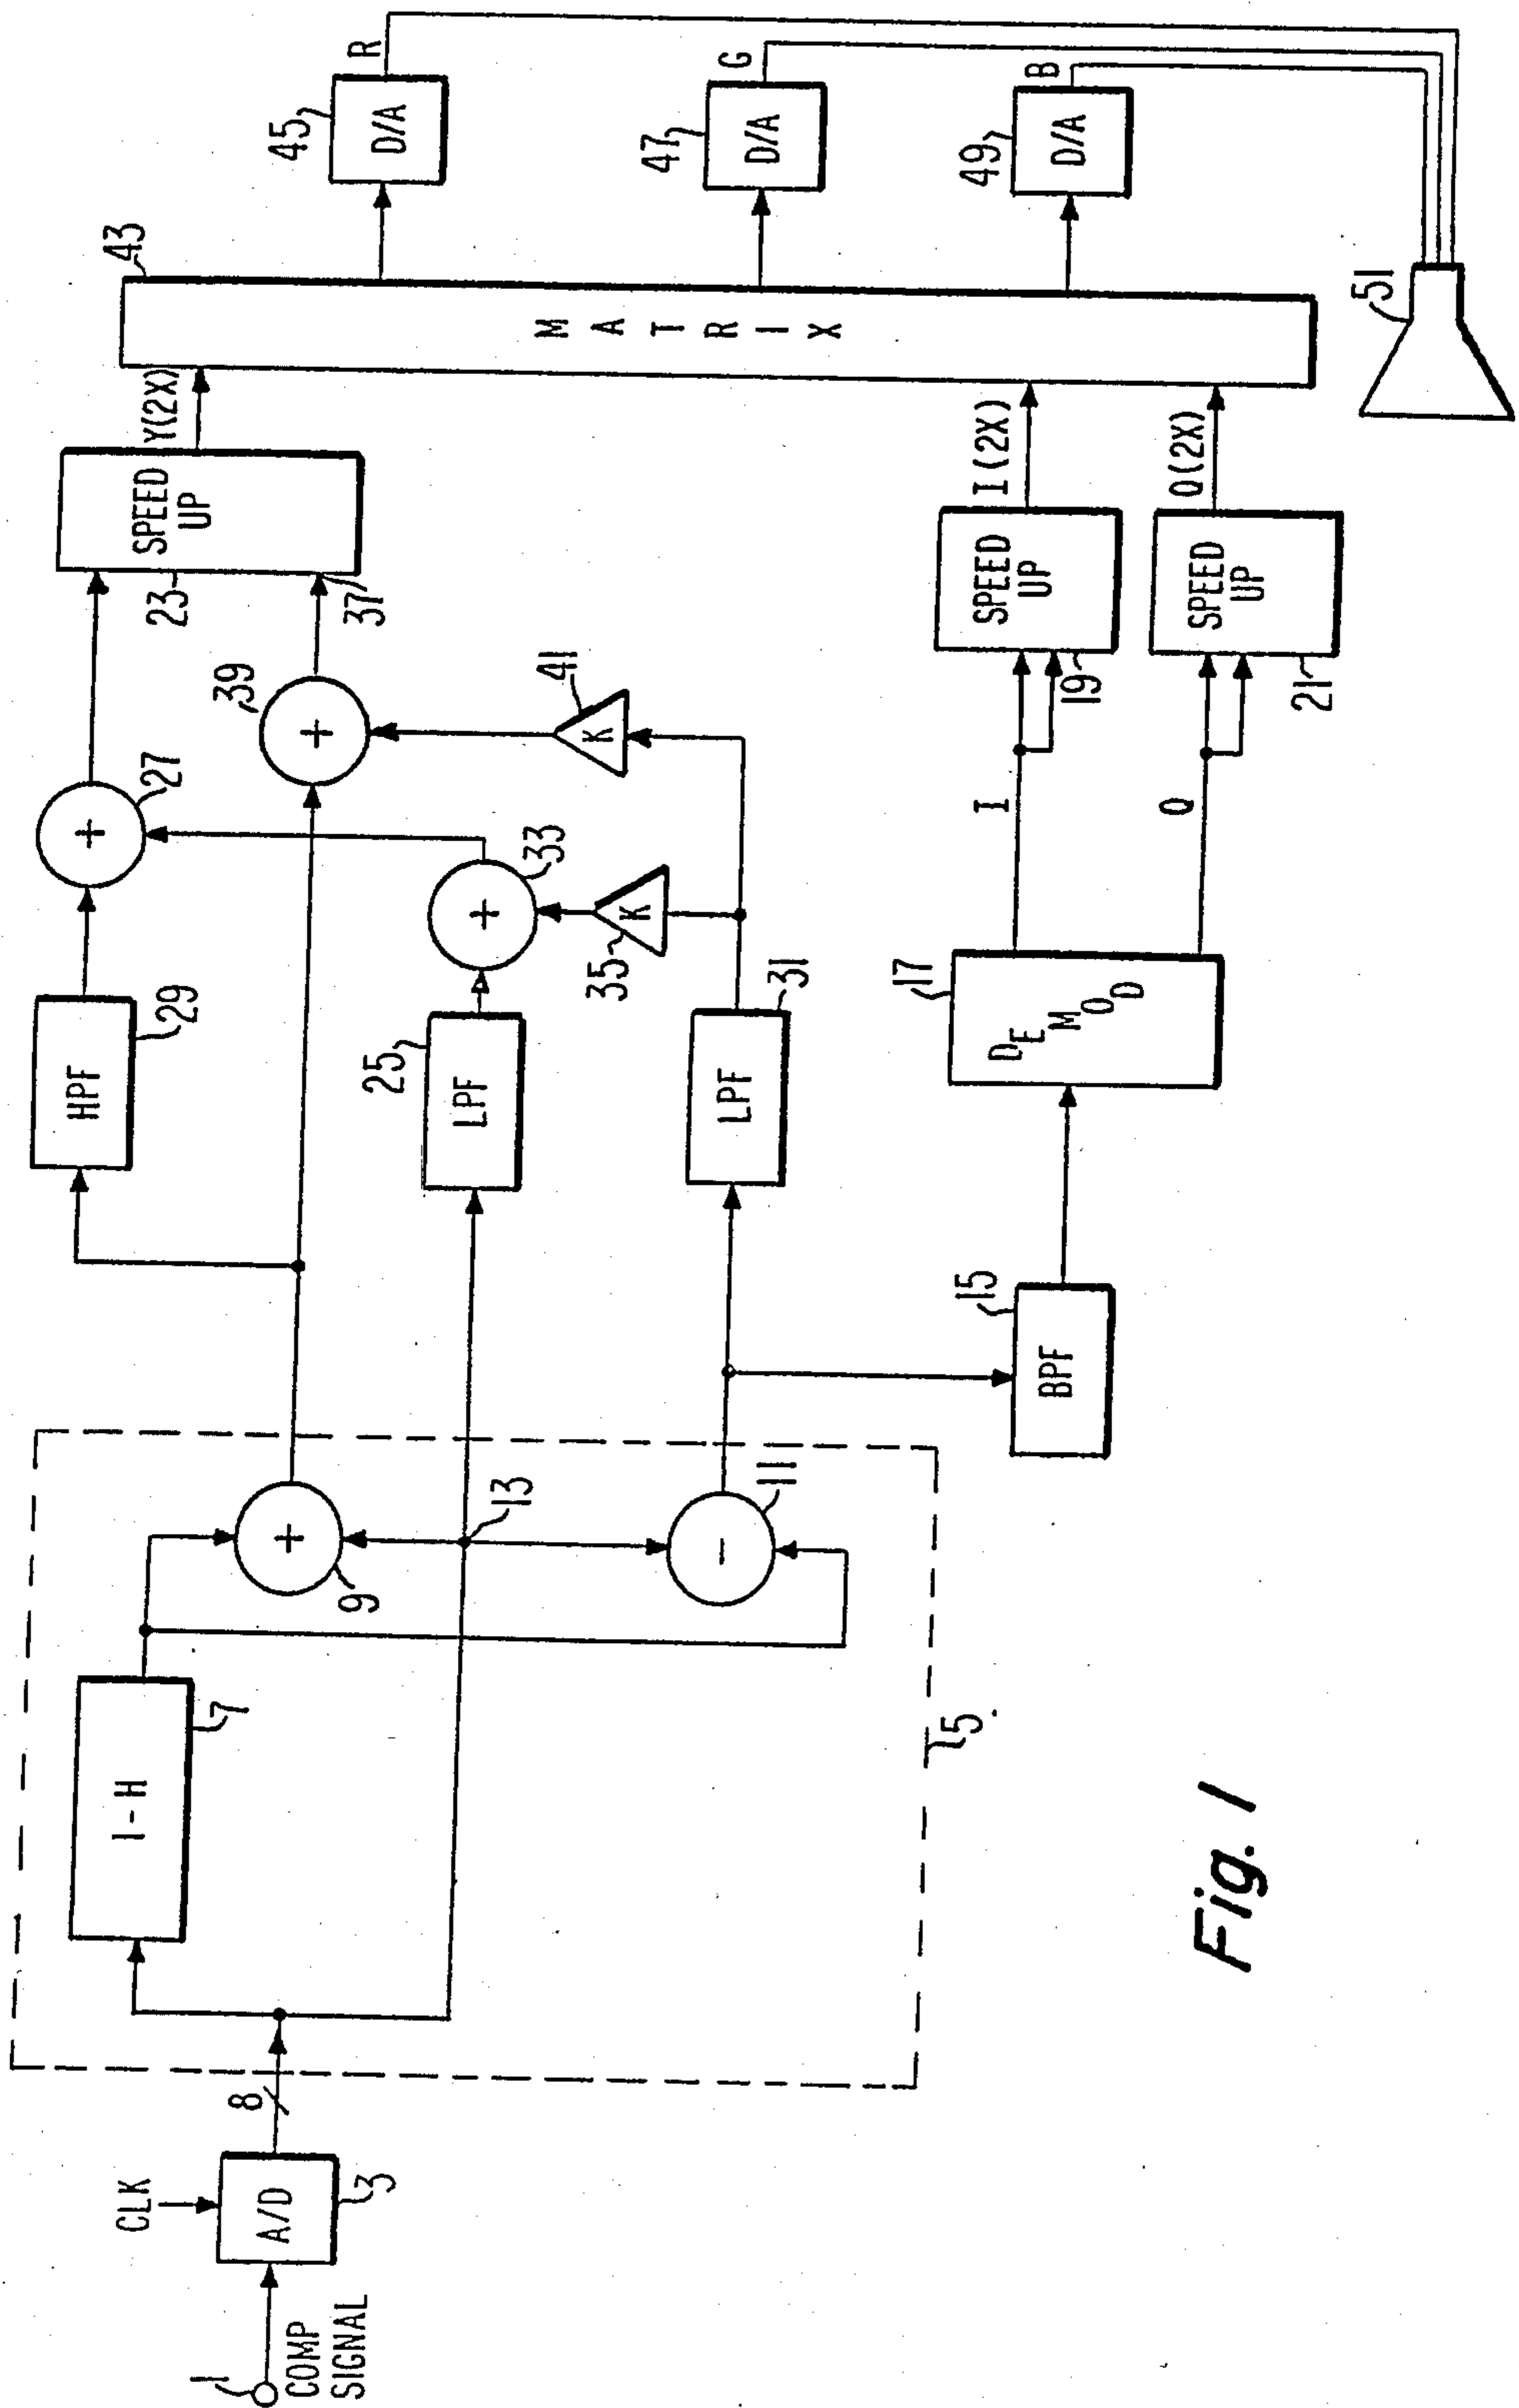 1
COMP
SIGNAL
CLK
A/D
3
8
5
1-H
7
+
9
13
-
11
HPF
29
LPF
25
LPF
31
BPF
15
DEMOD
17
+
27
+
33
K
35
+
39
K
41
I
Q
SPEED
UP
23
37
SPEED
UP
19
SPEED
UP
21
Y(2X)
I(2X)
Q(2X)
MATRIX
43
D/A
45
R
D/A
47
G
D/A
49
B
51
Fig. 1